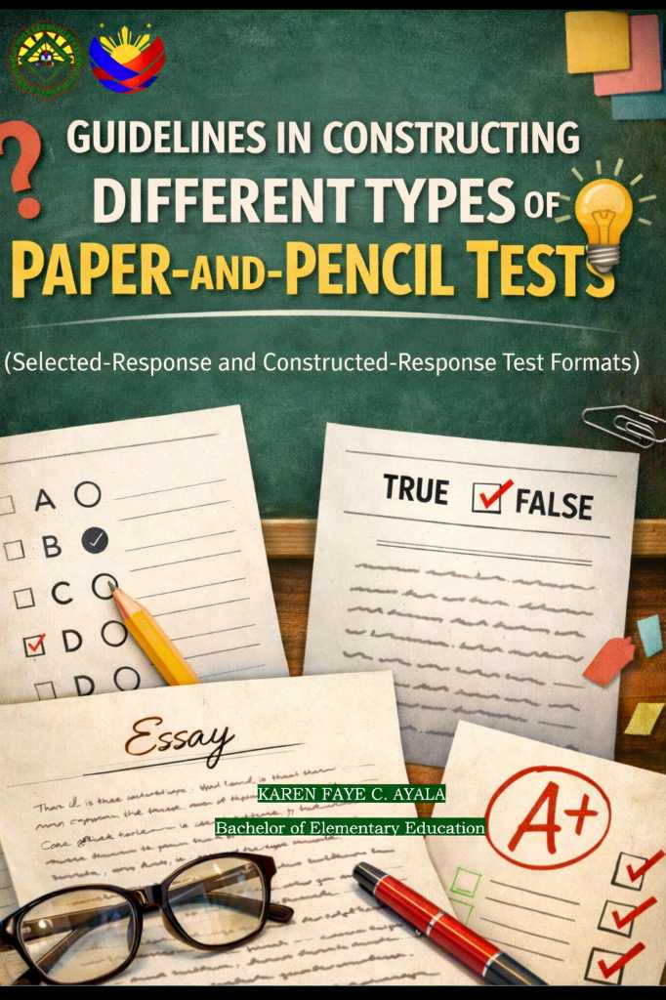 GUIDELINES IN CONSTRUCTING
DIFFERENT TYPES OF
PAPER-AND-PENCIL TESTS
(Selected-Response and Constructed-Response Test Formats)
A
B
C
D
D
TRUE FALSE
Essay
KAREN FAYE C. AYALA
Bachelor of Elementary Education
A+